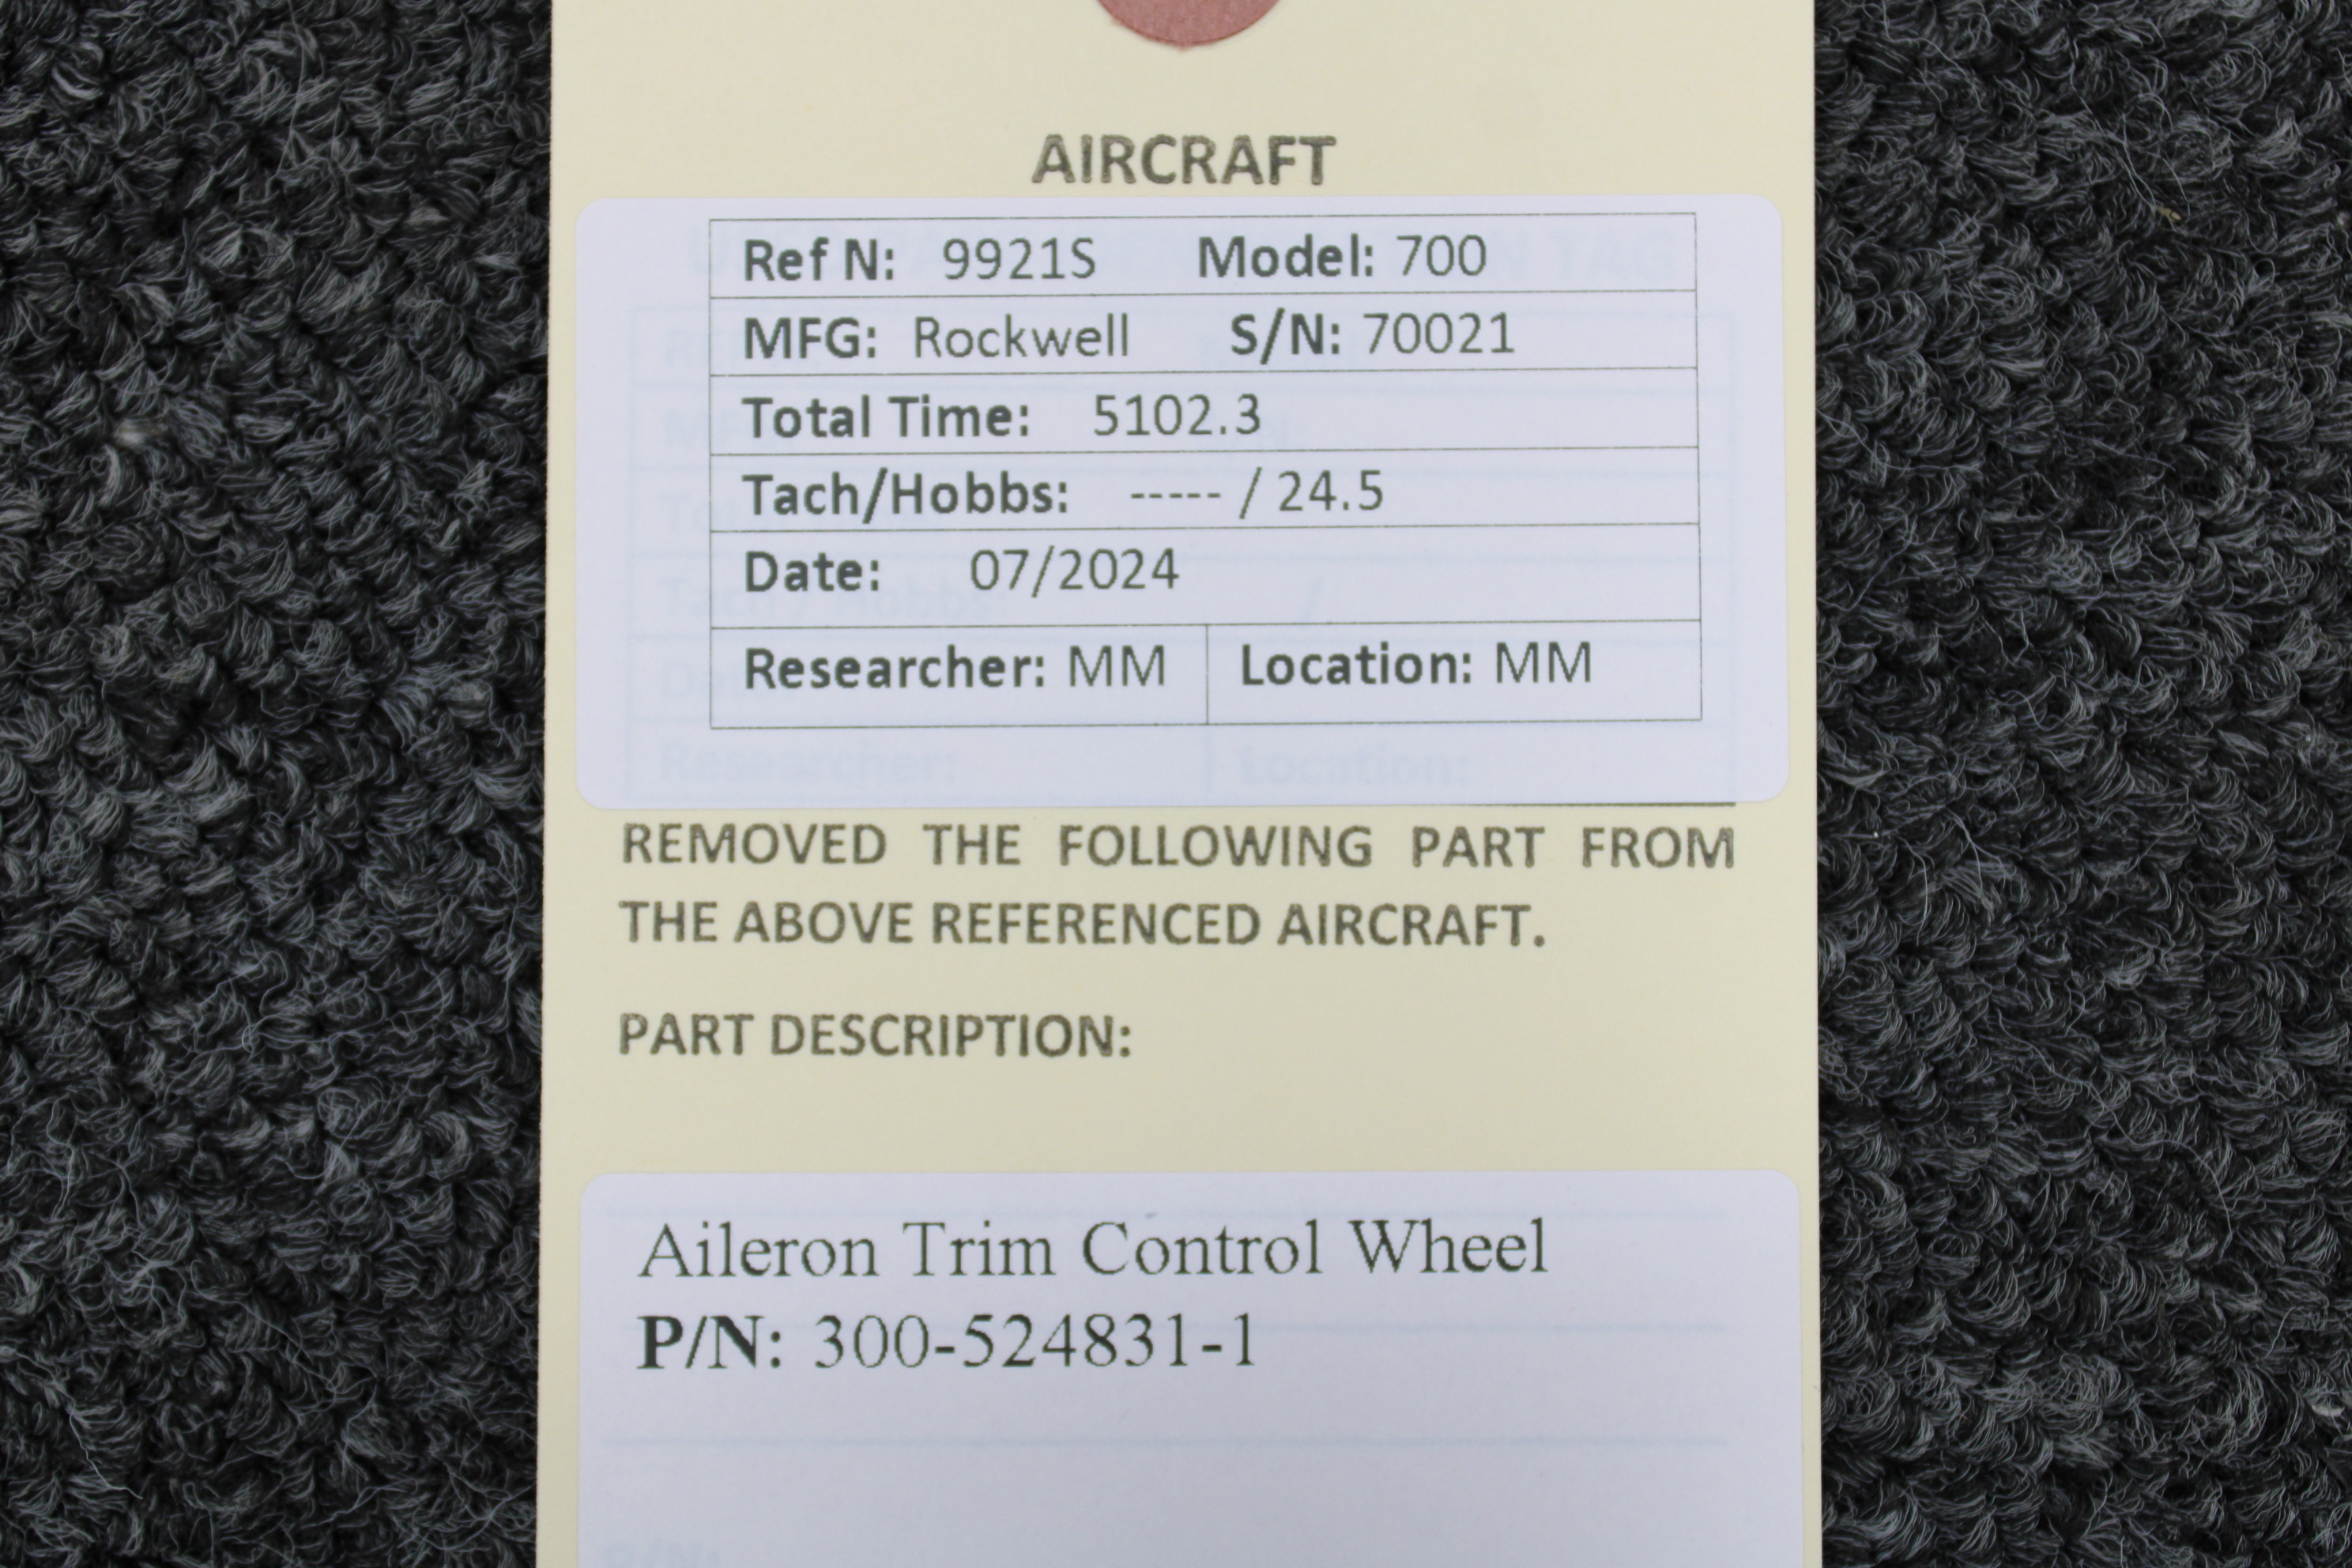 AIRCRAFT
Ref N: 9921S Model: 700
MFG: Rockwell S/N: 70021
Total Time: 5102.3
Tach/Hobbs: ----- / 24.5
Date: 07/2024
Researcher: MM Location: MM
Researcher: Location:
REMOVED THE FOLLOWING PART FROM
THE ABOVE REFERENCED AIRCRAFT.
PART DESCRIPTION:
Aileron Trim Control Wheel
P/N: 300-524831-1
P/N: